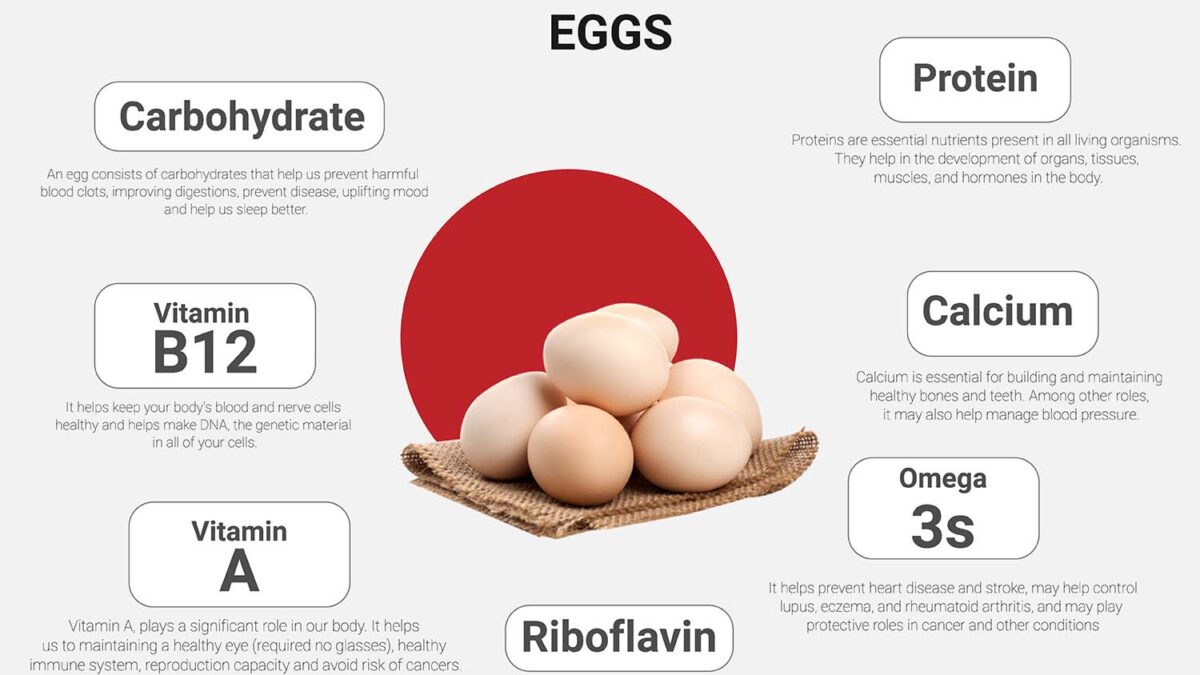 EGGS
Carbohydrate
An egg consists of carbohydrates that help us prevent harmful
blood clots, improving digestions, prevent disease, uplifting mood
and help us sleep better.
Vitamin
B12
It helps keep your body's blood and nerve cells
healthy and helps make DNA, the genetic material
in all of your cells.
Vitamin
A
Vitamin A, plays a significant role in our body. It helps
us to maintaining a healthy eye (required no glasses), healthy
immune system, reproduction capacity and avoid risk of cancers.
Riboflavin
Protein
Proteins are essential nutrients present in all living organisms.
They help in the development of organs, tissues,
muscles, and hormones in the body.
Calcium
Calcium is essential for building and maintaining
healthy bones and teeth. Among other roles,
it may also help manage blood pressure.
Omega
3s
It helps prevent heart disease and stroke, may help control
lupus, eczema, and rheumatoid arthritis, and may play
protective roles in cancer and other conditions